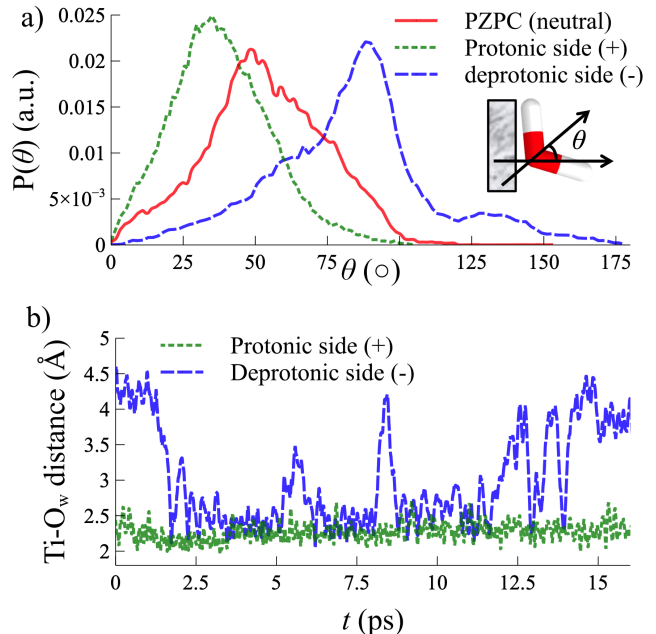 a)
PZPC (neutral)
Protonic side (+)
deprotonic side (-)
P(θ) (a.u.)
0.025
0.02
0.015
0.01
5×10⁻³
0
θ
0 25 50 75 100 125 150 175
θ (○)
b)
Protonic side (+)
Deprotonic side (-)
Ti-O_w distance (Å)
5
4.5
4
3.5
3
2.5
2
0 2.5 5 7.5 10 12.5 15
t (ps)